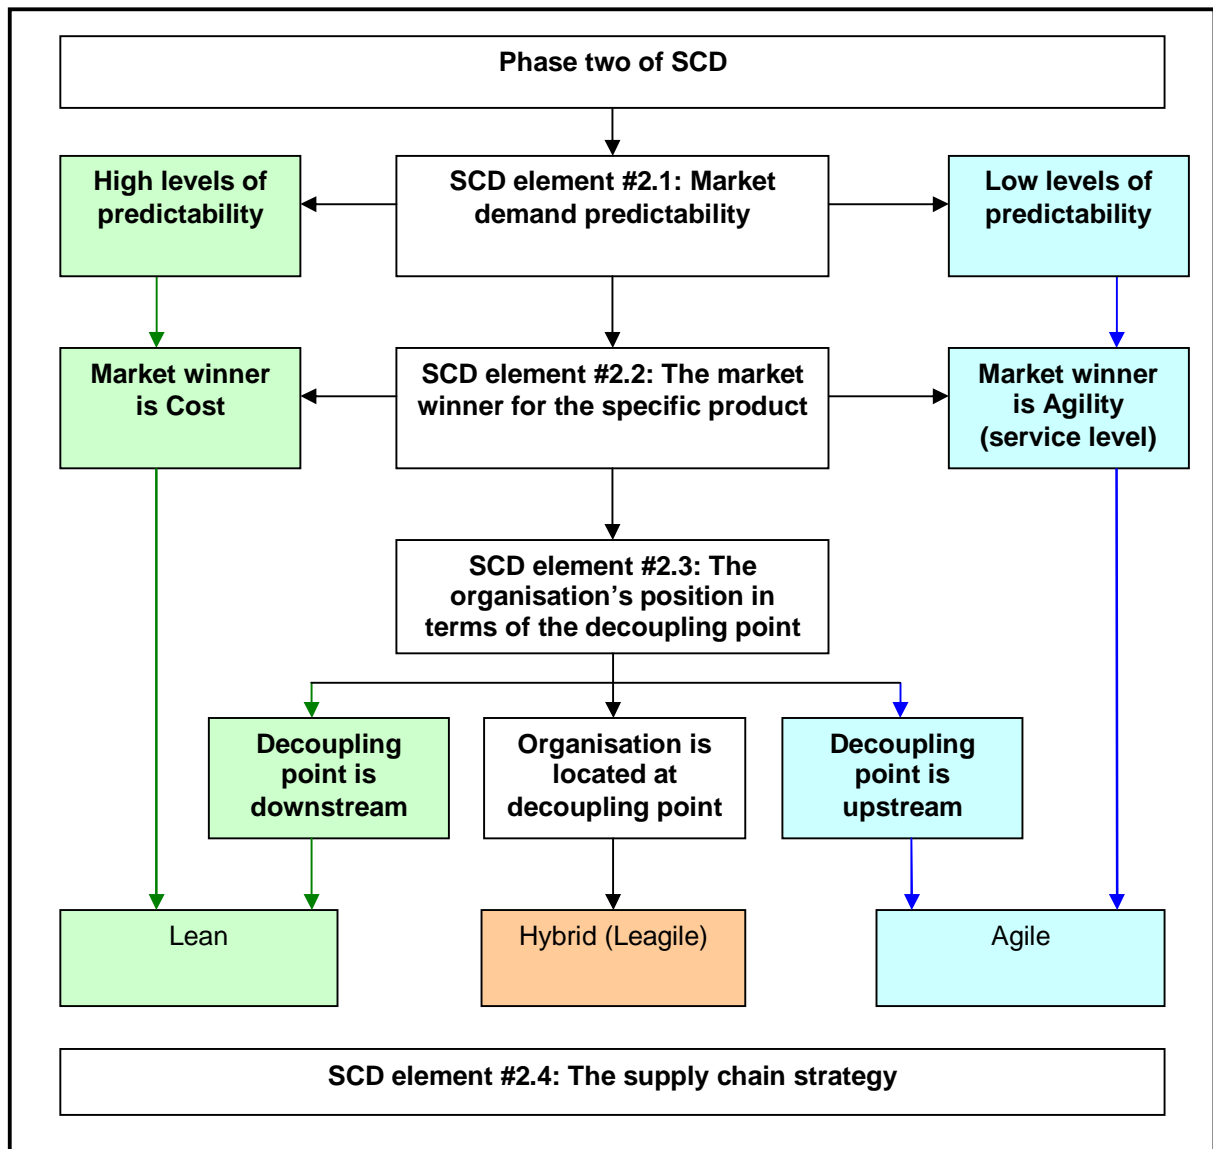 Phase two of SCD
High levels of
predictability
SCD element #2.1: Market
demand predictability
Low levels of
predictability
Market winner
is Cost
SCD element #2.2: The market
winner for the specific product
Market winner
is Agility
(service level)
SCD element #2.3: The
organisation’s position in
terms of the decoupling point
Decoupling
point is
downstream
Organisation is
located at
decoupling point
Decoupling
point is
upstream
Lean
Hybrid (Leagile)
Agile
SCD element #2.4: The supply chain strategy